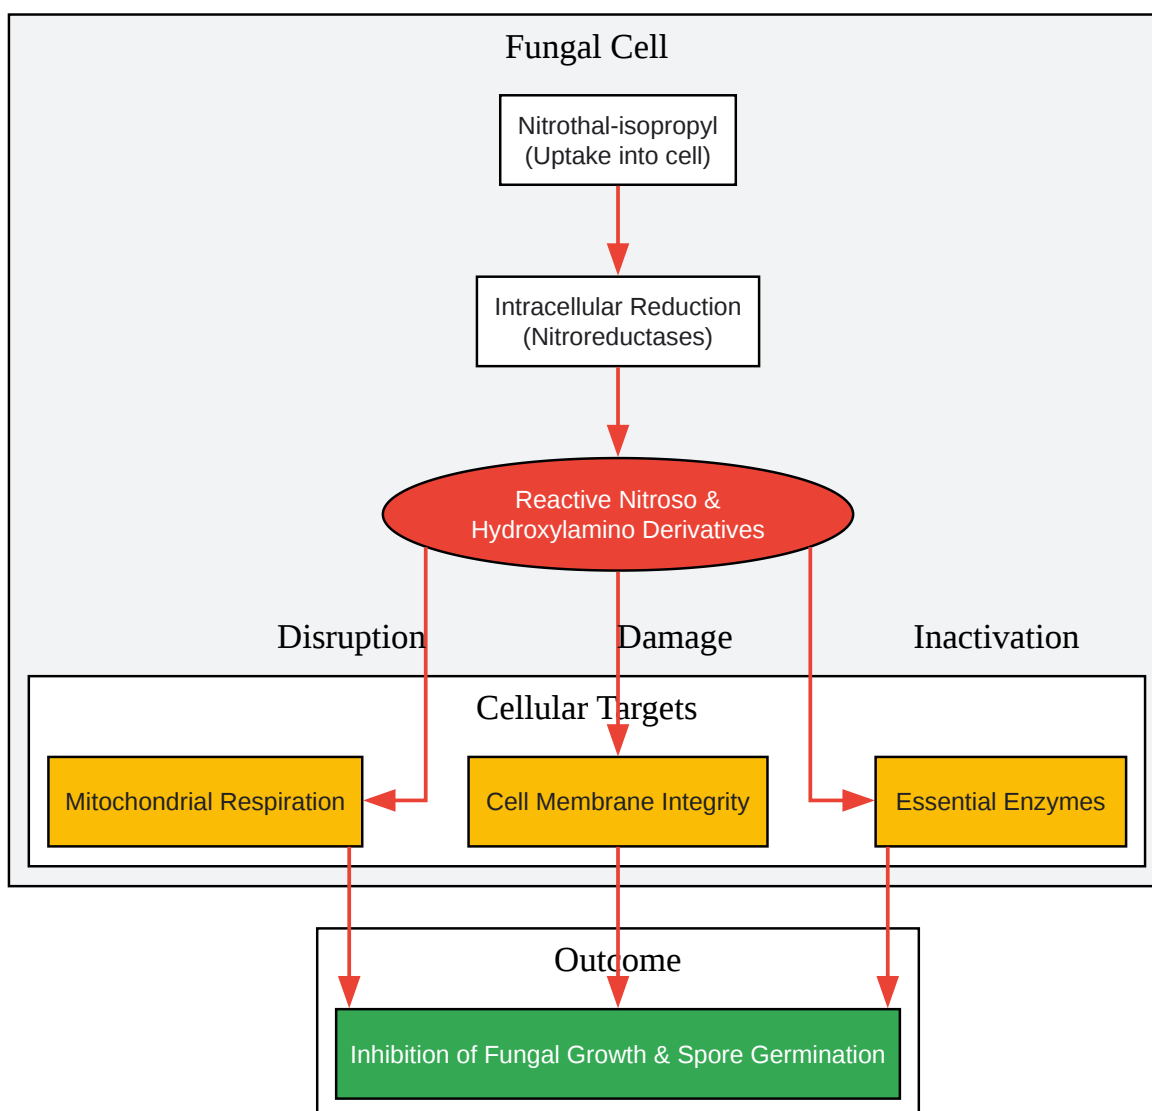 Fungal Cell
Nitrothal-isopropyl
(Uptake into cell)
Intracellular Reduction
(Nitroreductases)
Reactive Nitroso &
Hydroxylamino Derivatives
Disruption
Damage
Inactivation
Cellular Targets
Mitochondrial Respiration
Cell Membrane Integrity
Essential Enzymes
Outcome
Inhibition of Fungal Growth & Spore Germination